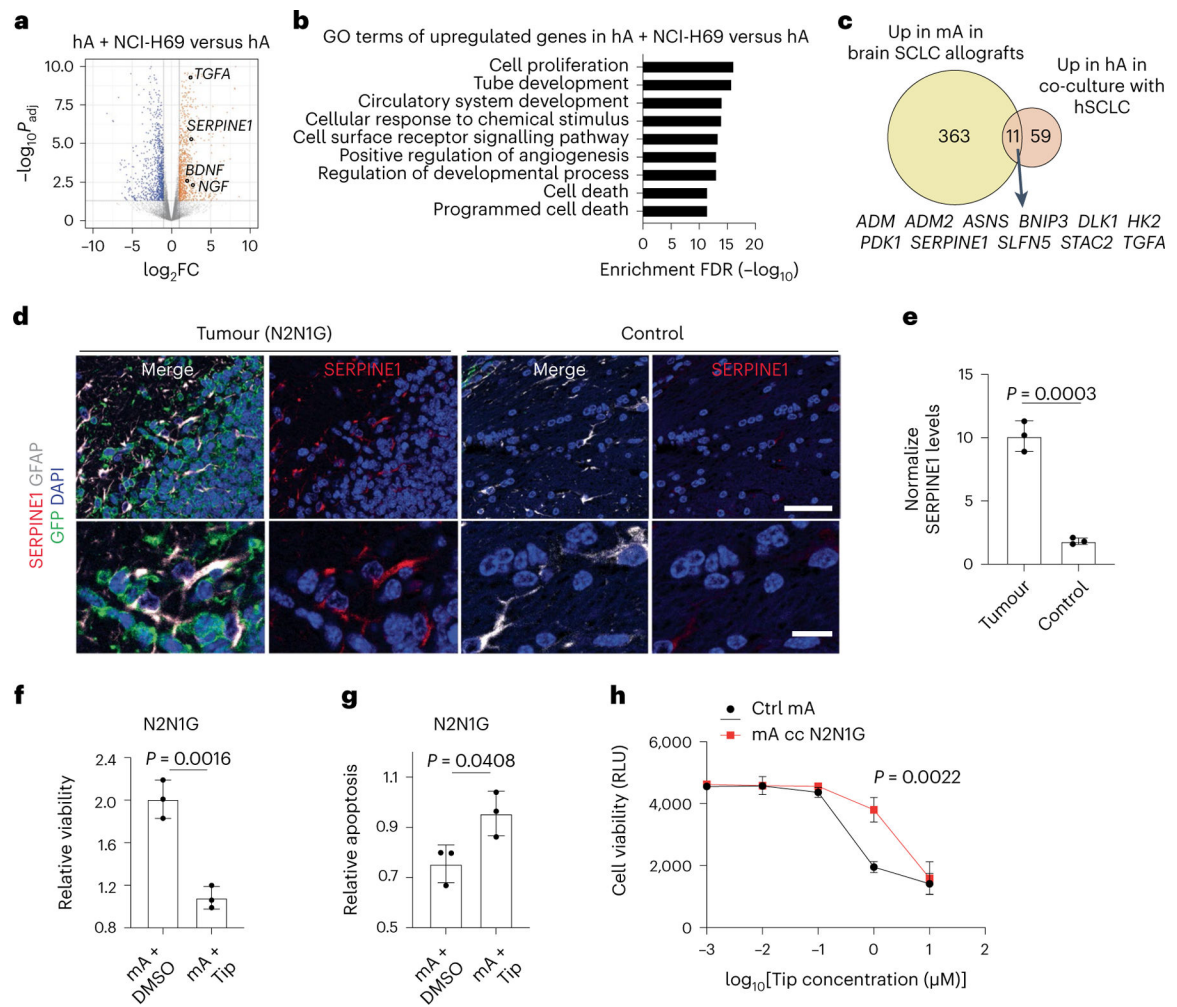 a
hA + NCI-H69 versus hA
10.0
7.5
5.0
2.5
0
–log10Padj
TGFA
SERPINE1
BDNF
NGF
–10 –5 0 5 10
log2FC
b
GO terms of upregulated genes in hA + NCI-H69 versus hA
Cell proliferation
Tube development
Circulatory system development
Cellular response to chemical stimulus
Cell surface receptor signalling pathway
Positive regulation of angiogenesis
Regulation of developmental process
Cell death
Programmed cell death
0 5 10 15 20
Enrichment FDR (–log10)
c
Up in mA in
brain SCLC allografts
Up in hA in
co-culture with
hSCLC
363 11 59
ADM ADM2 ASNS BNIP3 DLK1 HK2
PDK1 SERPINE1 SLFN5 STAC2 TGFA
d
Tumour (N2N1G) Control
Merge SERPINE1 Merge SERPINE1
SERPINE1 GFAP
GFP DAPI
e
Normalize
SERPINE1 levels
15
10
5
0
P = 0.0003
Tumour
Control
f
N2N1G
P = 0.0016
Relative viability
2.4
2.0
1.6
1.2
0.8
mA +
DMSO
mA +
Tip
g
N2N1G
P = 0.0408
Relative apoptosis
1.1
0.9
0.7
0.5
mA +
DMSO
mA +
Tip
h
Ctrl mA
mA cc N2N1G
P = 0.0022
Cell viability (RLU)
6,000
4,000
2,000
0
–3 –2 –1 0 1 2
log10[Tip concentration (µM)]